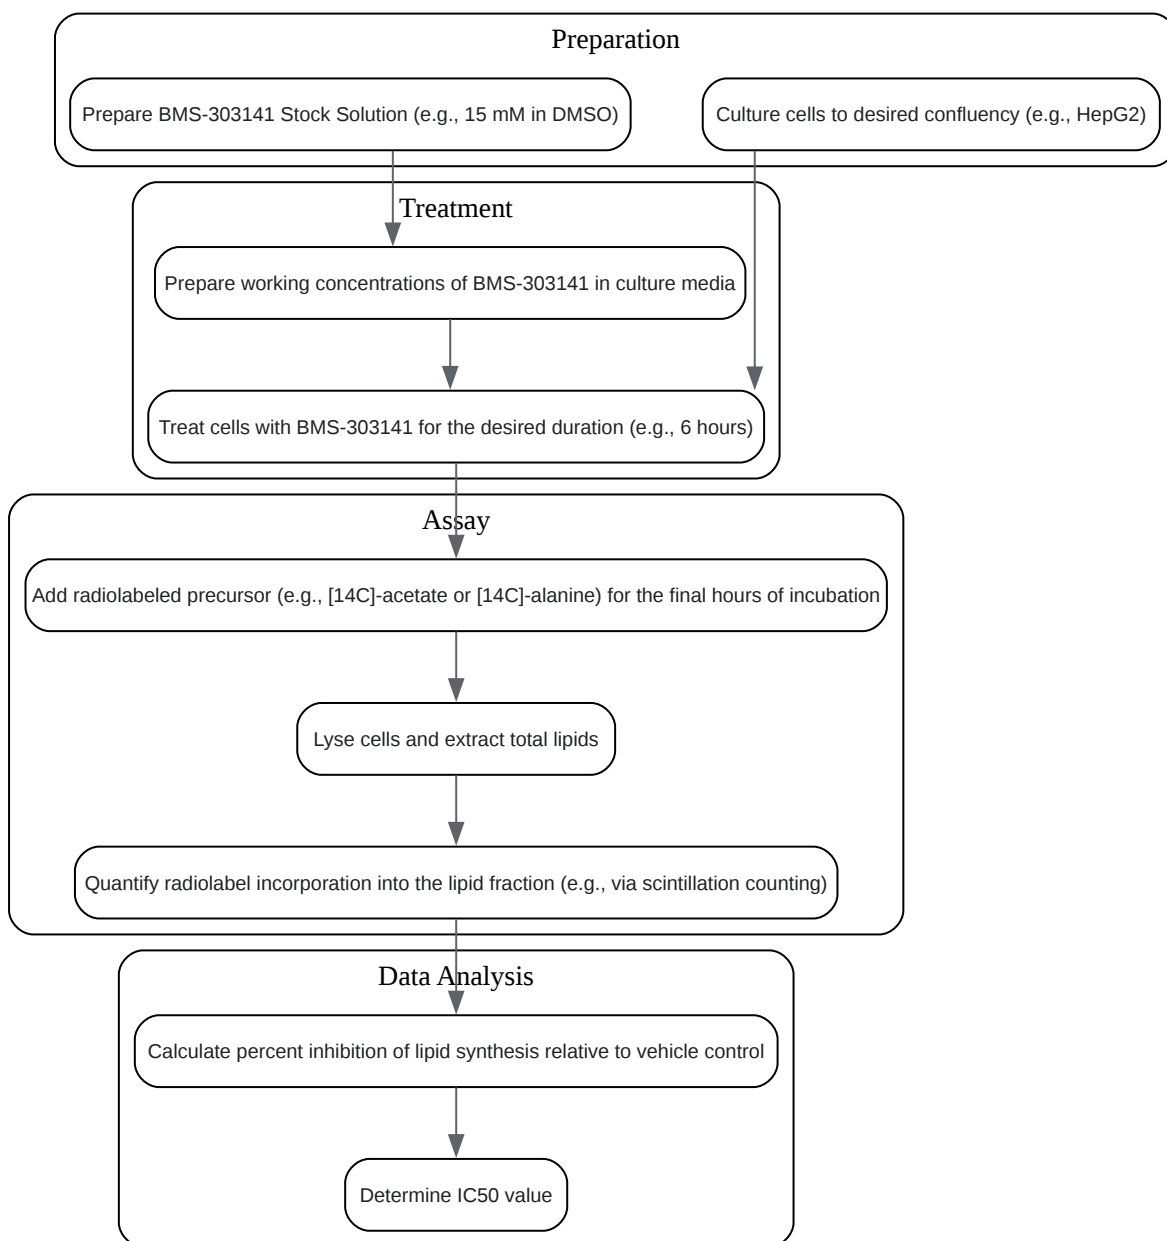 Preparation
Prepare BMS-303141 Stock Solution (e.g., 15 mM in DMSO)
Culture cells to desired confluency (e.g., HepG2)
Treatment
Prepare working concentrations of BMS-303141 in culture media
Treat cells with BMS-303141 for the desired duration (e.g., 6 hours)
Assay
Add radiolabeled precursor (e.g., [14C]-acetate or [14C]-alanine) for the final hours of incubation
Lyse cells and extract total lipids
Quantify radiolabel incorporation into the lipid fraction (e.g., via scintillation counting)
Data Analysis
Calculate percent inhibition of lipid synthesis relative to vehicle control
Determine IC50 value